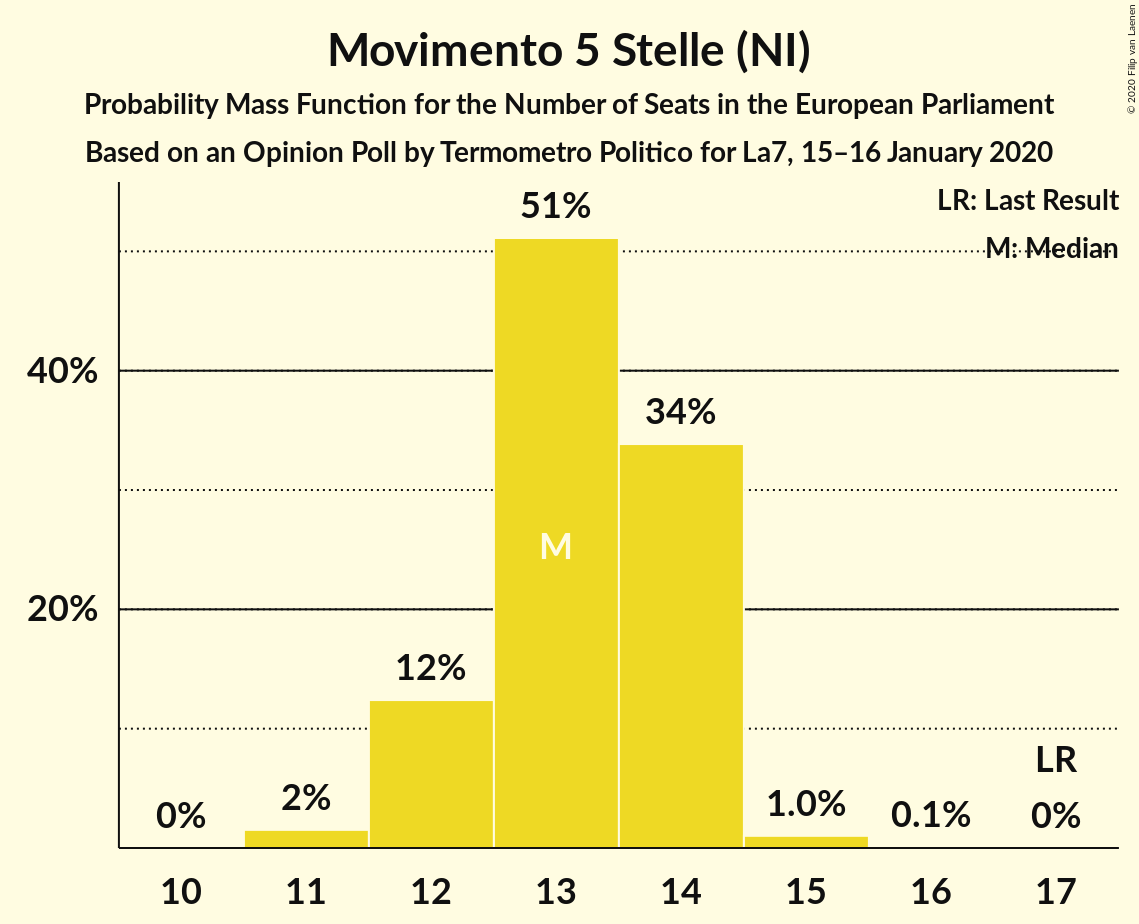 Movimento 5 Stelle (NI)
Probability Mass Function for the Number of Seats in the European Parliament
Based on an Opinion Poll by Termometro Politico for La7, 15–16 January 2020
© 2020 Filip van Laenen
LR: Last Result
M: Median
51%
40%
34%
M
20%
12%
LR
0%
2%
1.0%
0.1%
0%
10 11 12 13 14 15 16 17